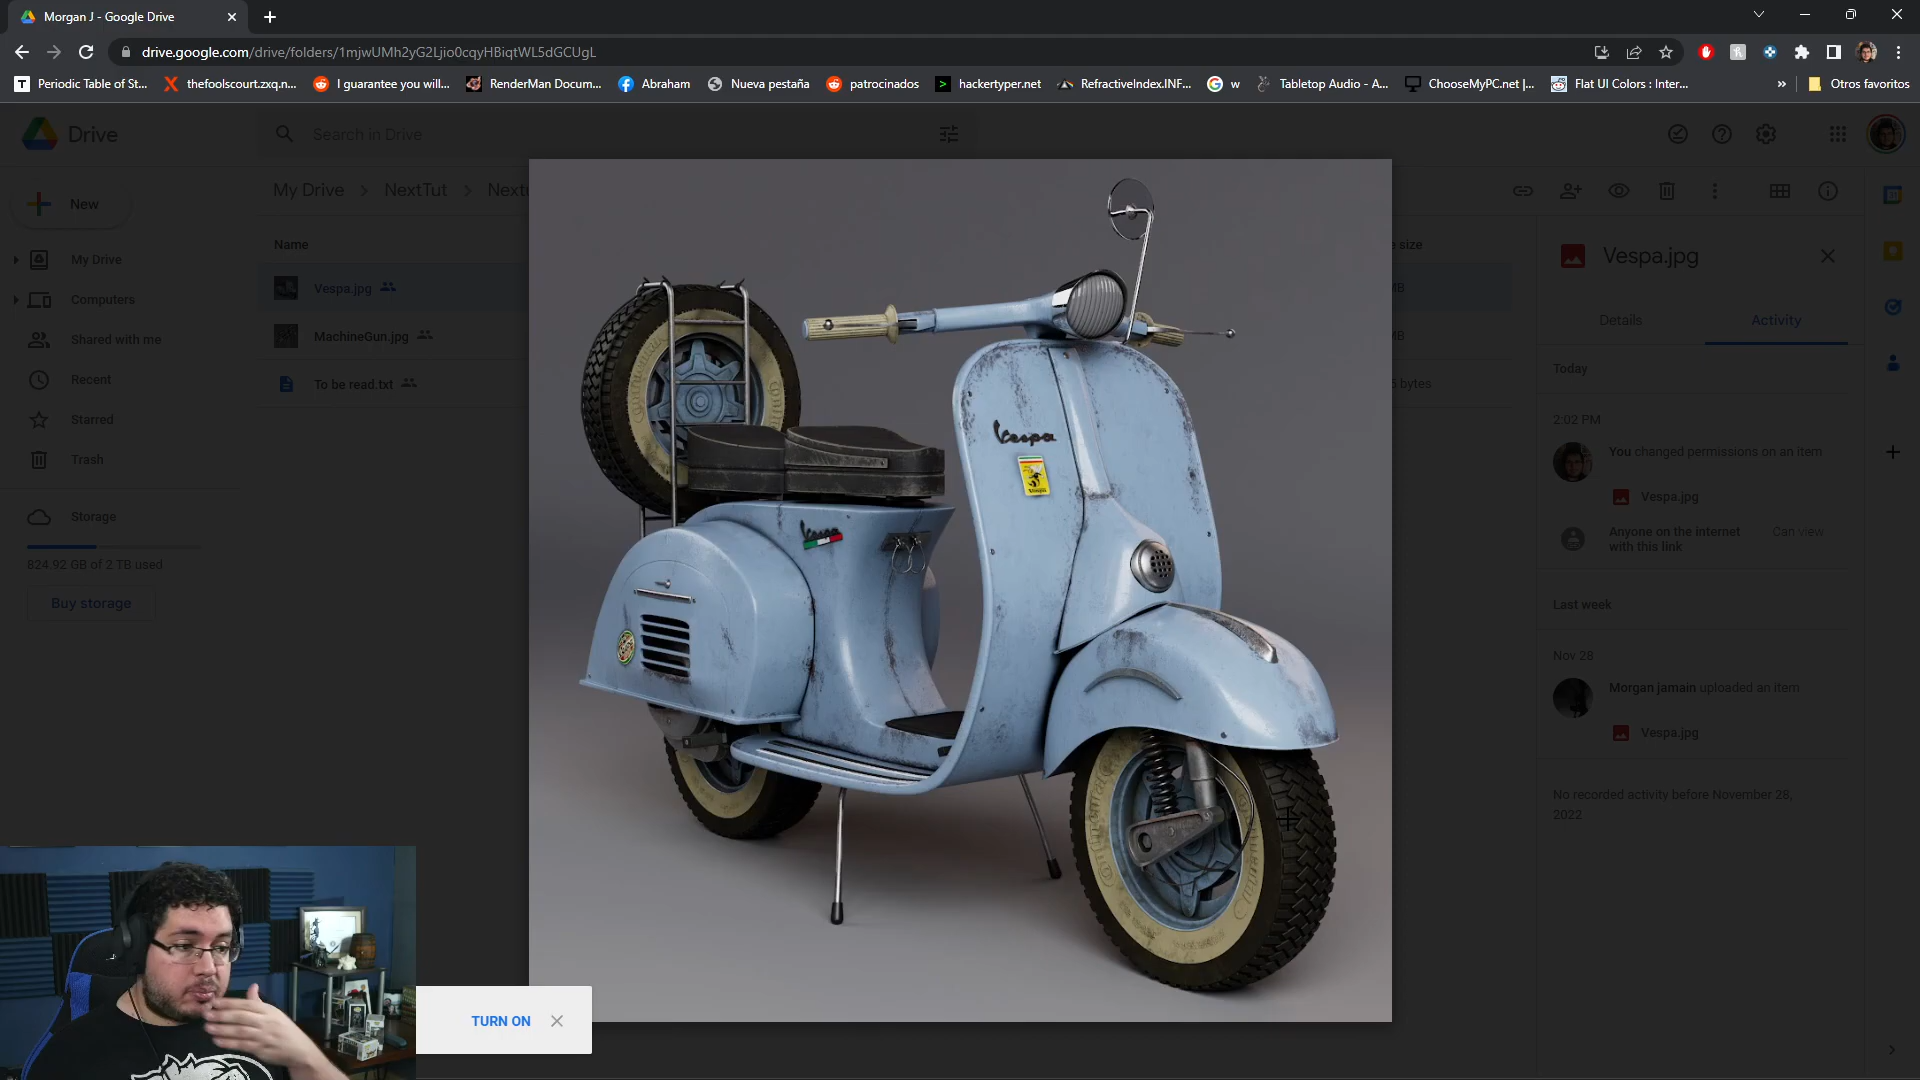 Morgan J - Google Drive
drive.google.com/drive/folders/1mjwUMh2yG2Ljio0cqyHBiqtWL5dGCUgL
Periodic Table of St...
thefoolscourt.zxq.n...
I guarantee you will...
RenderMan Docum...
Abraham
Nueva pestaña
patrocinados
hackertyper.net
RefractiveIndex.INF...
w
Tabletop Audio - A...
ChooseMyPC.net |...
Flat UI Colors : Inter...
»
Otros favoritos
Drive
Search in Drive
New
My Drive
Computers
Shared with me
Recent
Starred
Trash
Storage
824.92 GB of 2 TB used
Buy storage
My Drive > NextTut > Nextu
Name
e size
Vespa.jpg
MB
MachineGun.jpg
MB
To be read.txt
bytes
Vespa
Vespa
Vespa.jpg
Details
Activity
Today
2:02 PM
You changed permissions on an item
Vespa.jpg
Anyone on the internet with this link
Can view
Last week
Nov 28
Morgan jamain uploaded an item
Vespa.jpg
No recorded activity before November 28,
2022
TURN ON